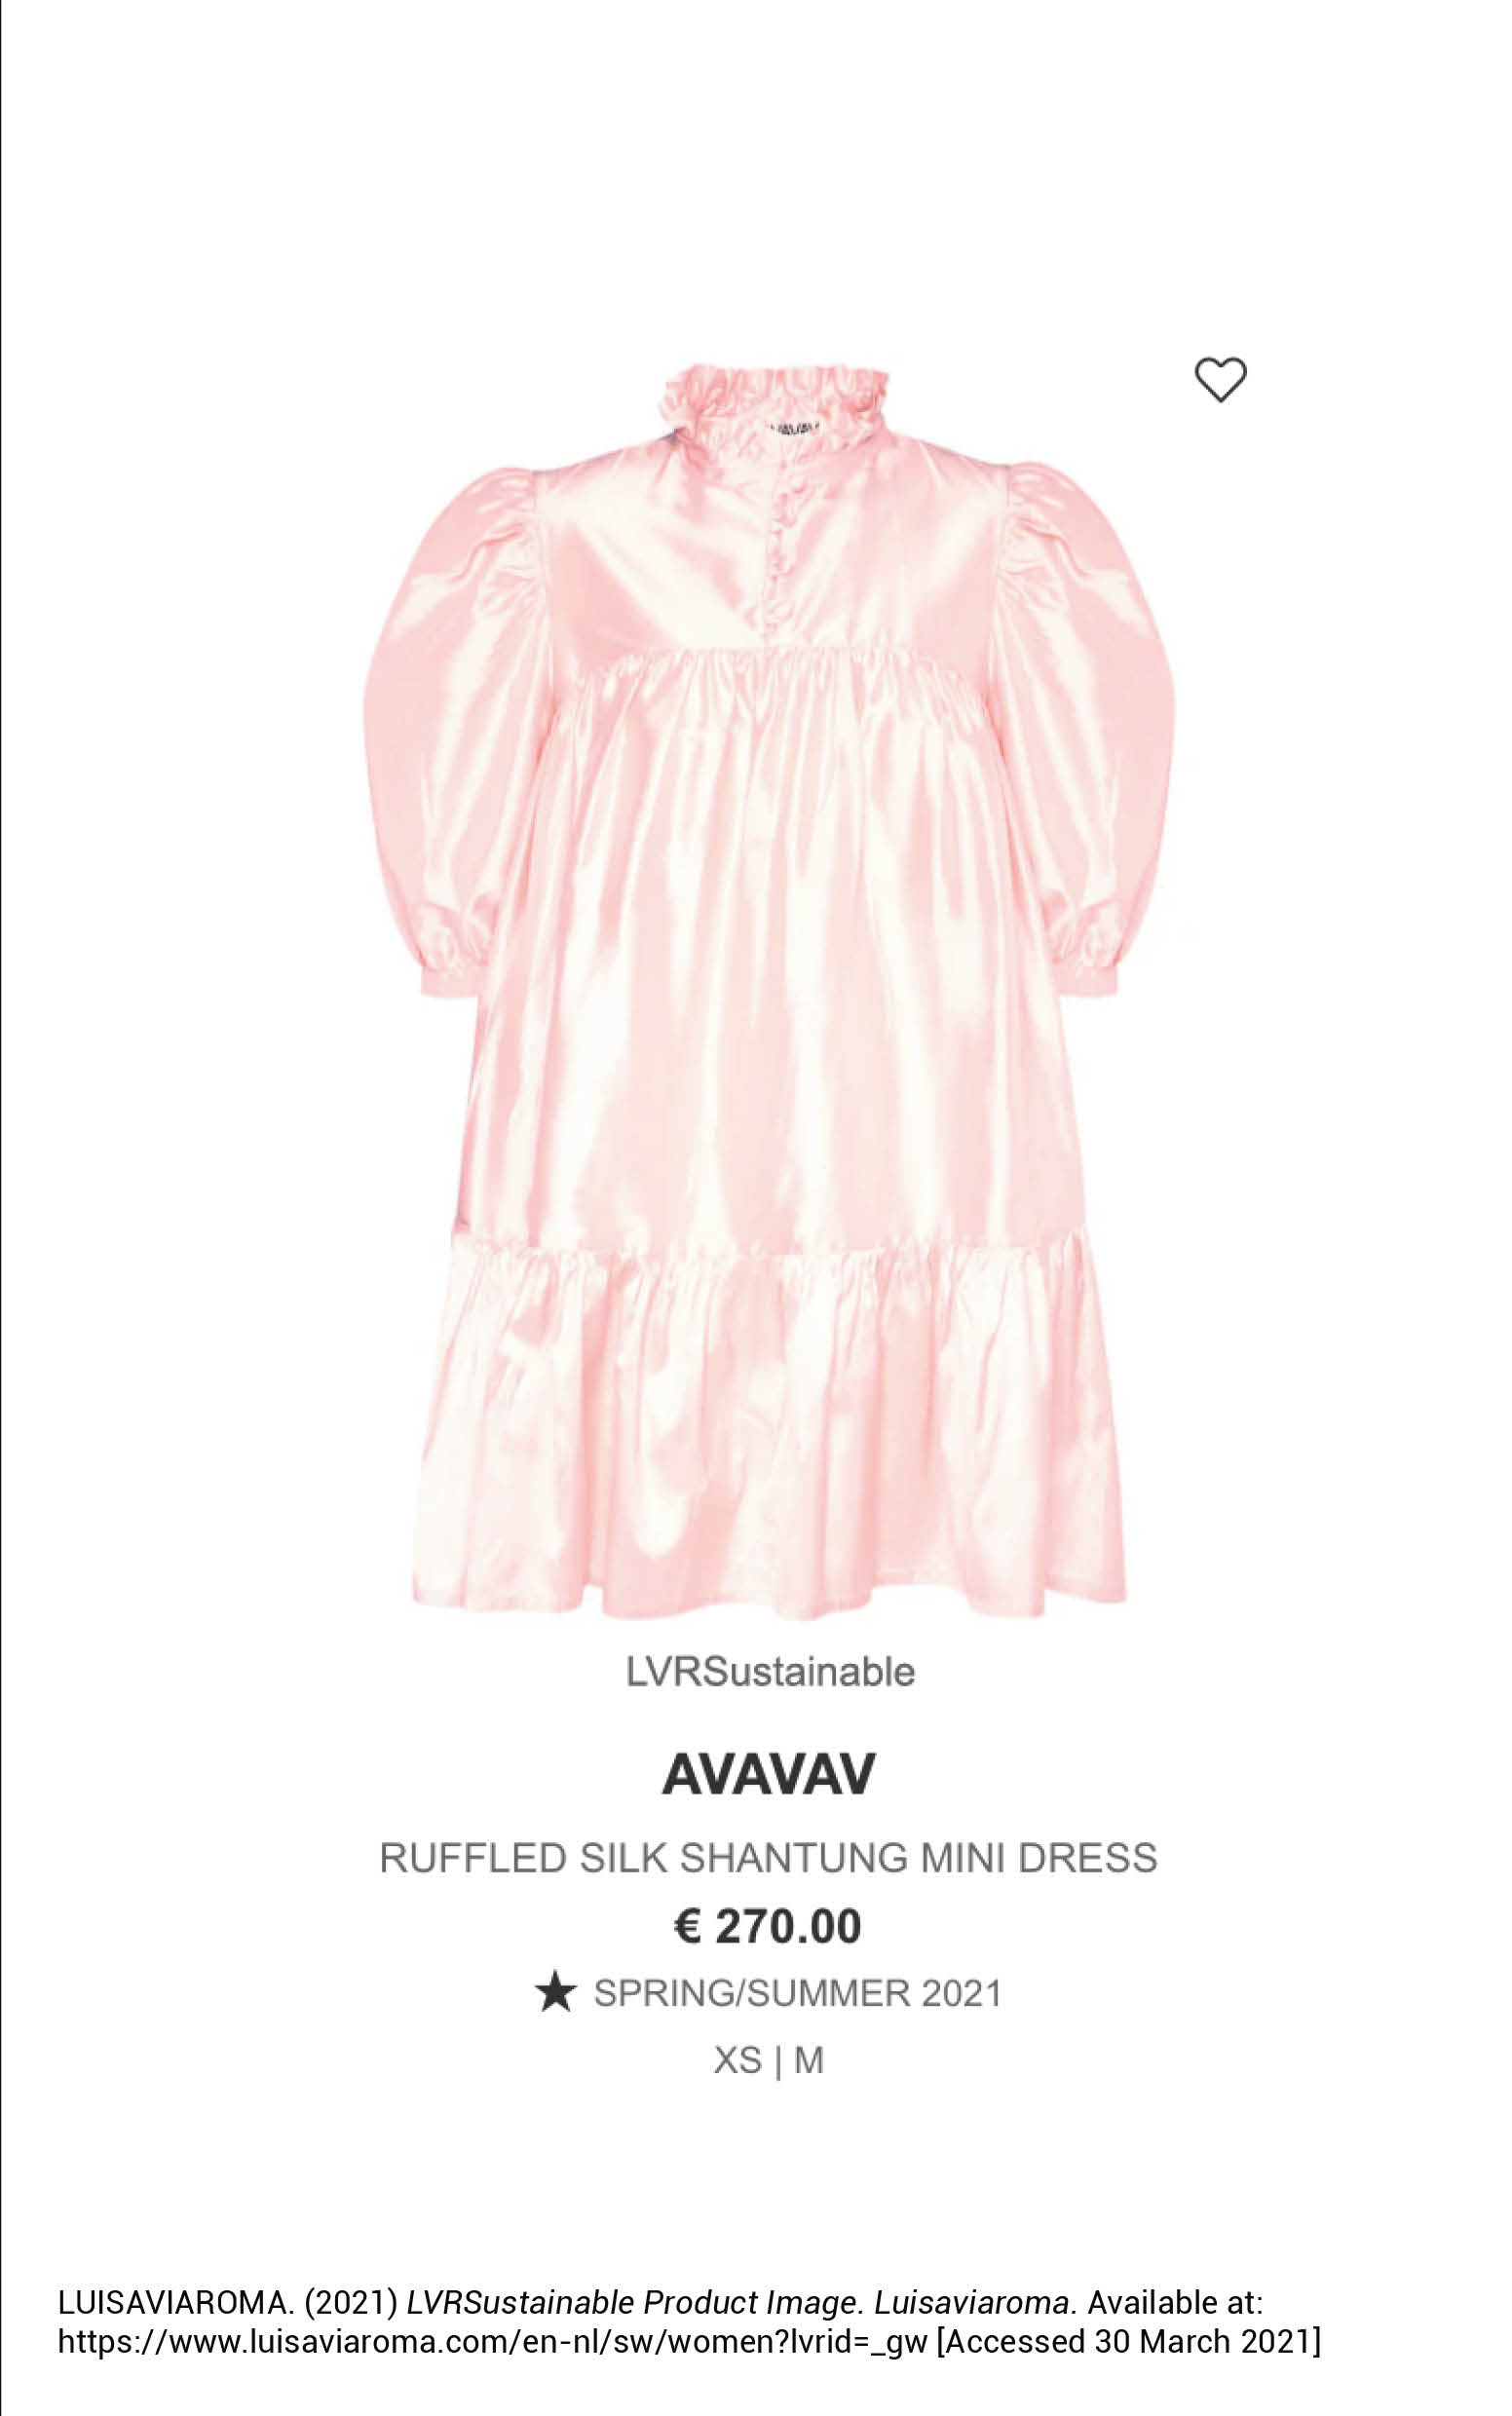 LVRSustainable
AVAVAV
RUFFLED SILK SHANTUNG MINI DRESS
€ 270.00
★ SPRING/SUMMER 2021
XS | M
LUISAVIAROMA. (2021) LVRSustainable Product Image. Luisaviaroma. Available at:
https://www.luisaviaroma.com/en-nl/sw/women?lvrid=_gw [Accessed 30 March 2021]